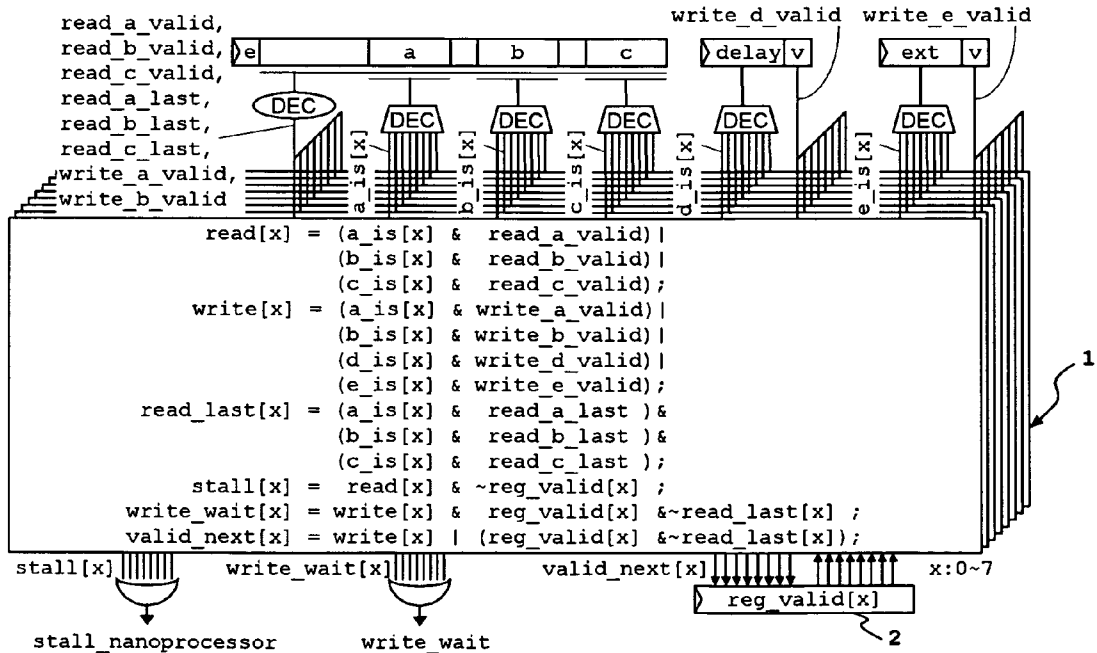 read_a_valid,
read_b_valid,
read_c_valid,
read_a_last,
read_b_last,
read_c_last,
write_a_valid,
write_b_valid
write_d_valid write_e_valid
e a b c delay v ext v
DEC DEC DEC DEC DEC DEC
a_is[x] b_is[x] c_is[x] d_is[x] e_is[x]
read[x] = (a_is[x] & read_a_valid)|
(b_is[x] & read_b_valid)|
(c_is[x] & read_c_valid);
write[x] = (a_is[x] & write_a_valid)|
(b_is[x] & write_b_valid)|
(d_is[x] & write_d_valid)|
(e_is[x] & write_e_valid);
read_last[x] = (a_is[x] & read_a_last )&
(b_is[x] & read_b_last )&
(c_is[x] & read_c_last );
stall[x] = read[x] & ~reg_valid[x] ;
write_wait[x] = write[x] & reg_valid[x] &~read_last[x] ;
valid_next[x] = write[x] | (reg_valid[x] &~read_last[x]);
1
stall[x] write_wait[x] valid_next[x] x:0~7
reg_valid[x]
2
stall_nanoprocessor write_wait